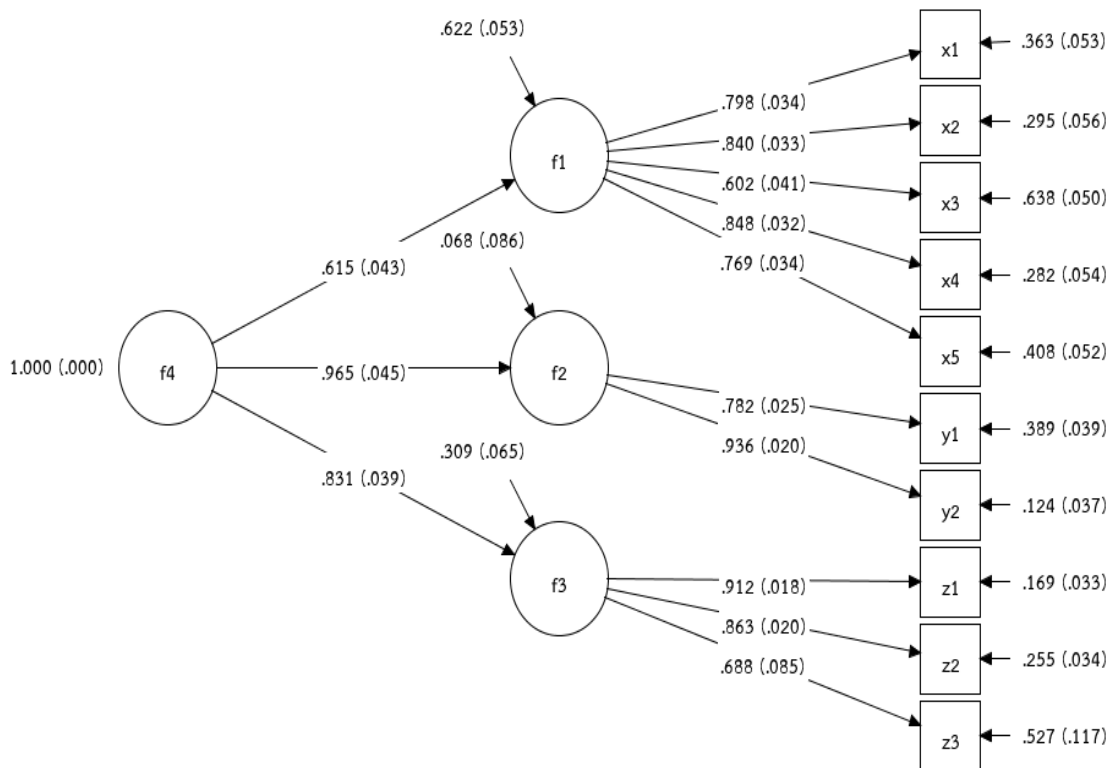 .622 (.053)
x1
.363 (.053)
.798 (.034)
x2
.295 (.056)
.840 (.033)
f1
.602 (.041)
x3
.638 (.050)
.848 (.032)
.068 (.086)
.615 (.043)
.769 (.034)
x4
.282 (.054)
x5
.408 (.052)
1.000 (.000)
f4
.965 (.045)
f2
.782 (.025)
y1
.389 (.039)
.936 (.020)
.309 (.065)
.831 (.039)
y2
.124 (.037)
f3
.912 (.018)
z1
.169 (.033)
.863 (.020)
z2
.255 (.034)
.688 (.085)
z3
.527 (.117)